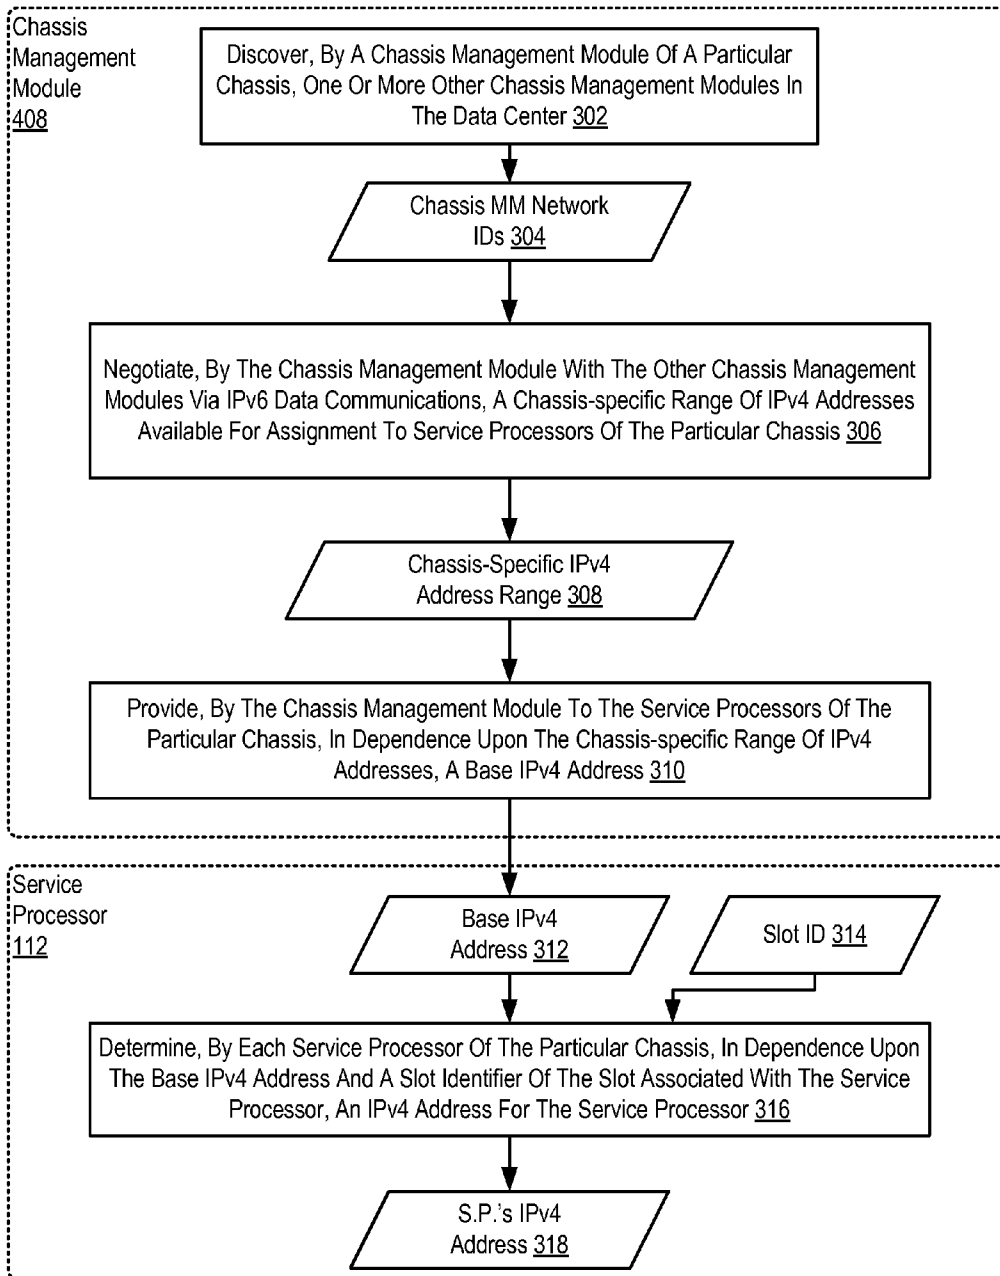 Chassis
Management
Module
408
Discover, By A Chassis Management Module Of A Particular
Chassis, One Or More Other Chassis Management Modules In
The Data Center 302
Chassis MM Network
IDs 304
Negotiate, By The Chassis Management Module With The Other Chassis Management
Modules Via IPv6 Data Communications, A Chassis-specific Range Of IPv4 Addresses
Available For Assignment To Service Processors Of The Particular Chassis 306
Chassis-Specific IPv4
Address Range 308
Provide, By The Chassis Management Module To The Service Processors Of The
Particular Chassis, In Dependence Upon The Chassis-specific Range Of IPv4
Addresses, A Base IPv4 Address 310
Service
Processor
112
Base IPv4
Address 312
Slot ID 314
Determine, By Each Service Processor Of The Particular Chassis, In Dependence Upon
The Base IPv4 Address And A Slot Identifier Of The Slot Associated With The Service
Processor, An IPv4 Address For The Service Processor 316
S.P.'s IPv4
Address 318